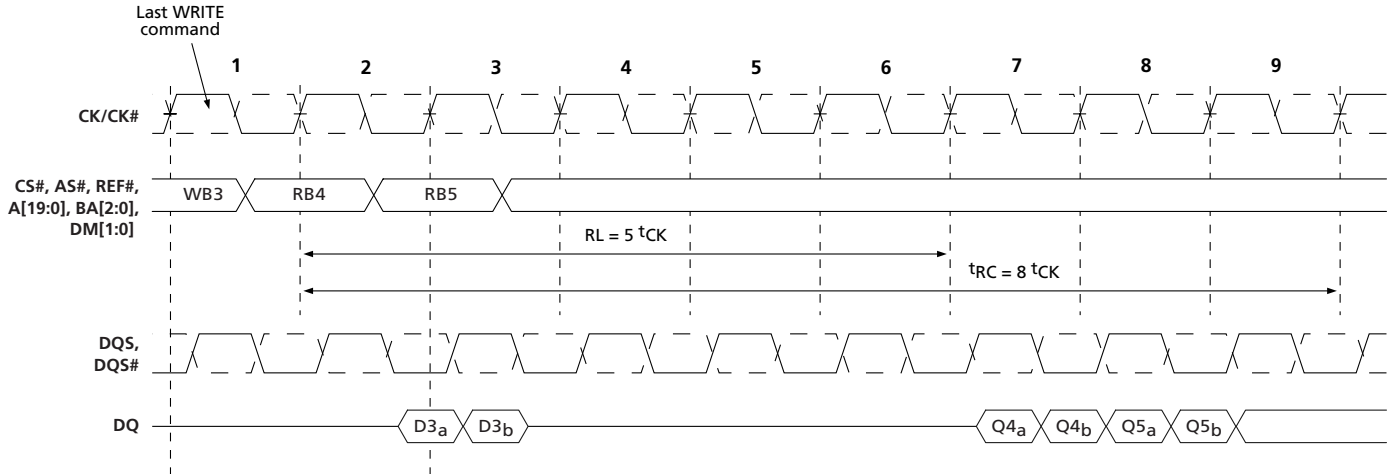 Last WRITE
command
1 2 3 4 5 6 7 8 9
CK/CK#
CS#, AS#, REF#,
A[19:0], BA[2:0],
DM[1:0]
WB3 RB4 RB5
RL = 5 tCK
tRC = 8 tCK
DQS,
DQS#
DQ D3a D3b Q4a Q4b Q5a Q5b